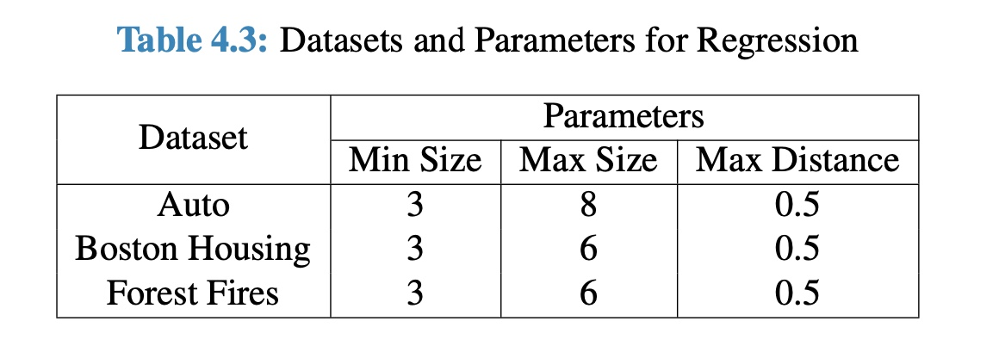 Table 4.3: Datasets and Parameters for Regression
Dataset
Parameters
Min Size Max Size Max Distance
Auto 3 8 0.5
Boston Housing 3 6 0.5
Forest Fires 3 6 0.5